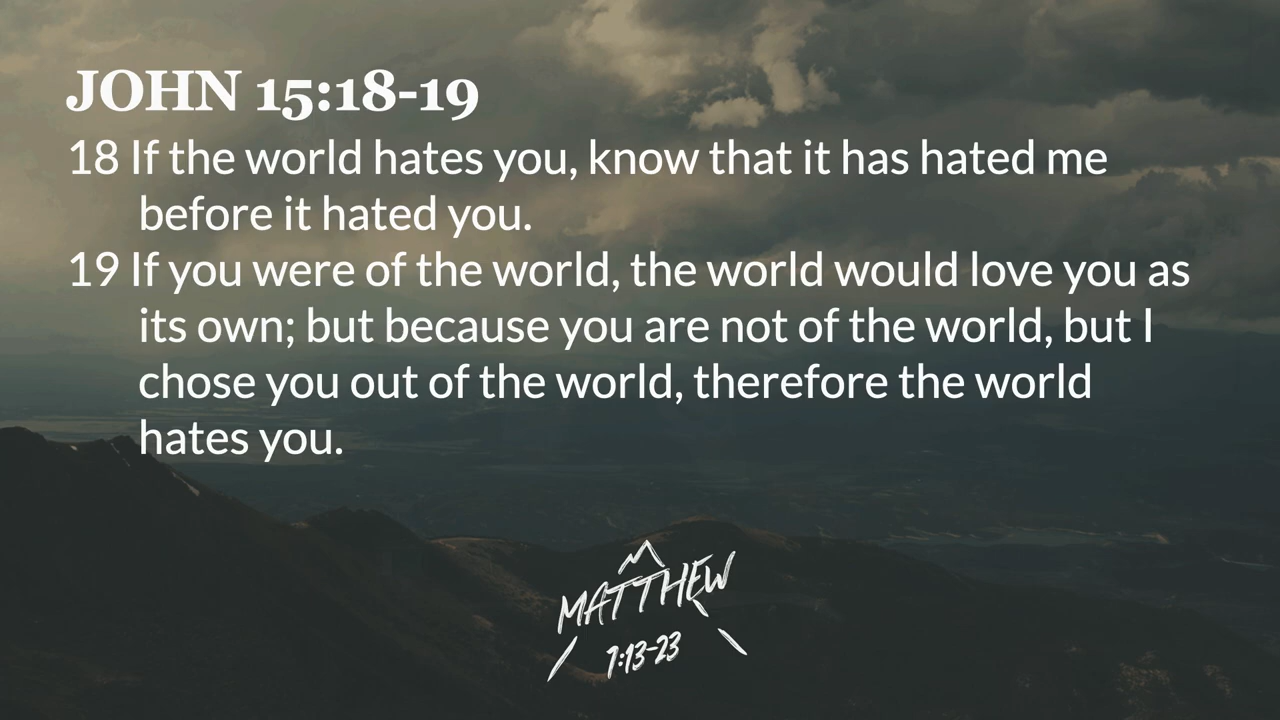 JOHN 15:18-19
18 If the world hates you, know that it has hated me
before it hated you.
19 If you were of the world, the world would love you as
its own; but because you are not of the world, but I
chose you out of the world, therefore the world
hates you.
MATTHEW
7:13-23